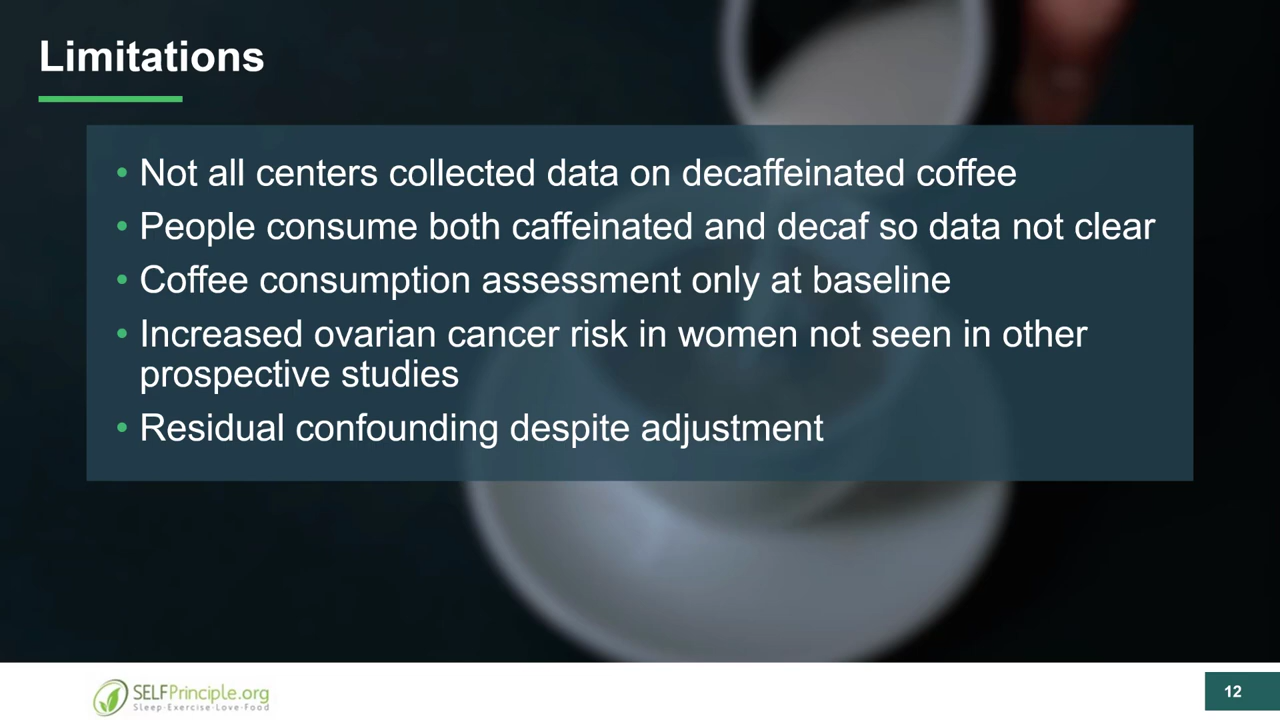 Limitations
• Not all centers collected data on decaffeinated coffee
• People consume both caffeinated and decaf so data not clear
• Coffee consumption assessment only at baseline
• Increased ovarian cancer risk in women not seen in other
prospective studies
• Residual confounding despite adjustment
SELFPrinciple.org
Sleep·Exercise·Love·Food
12